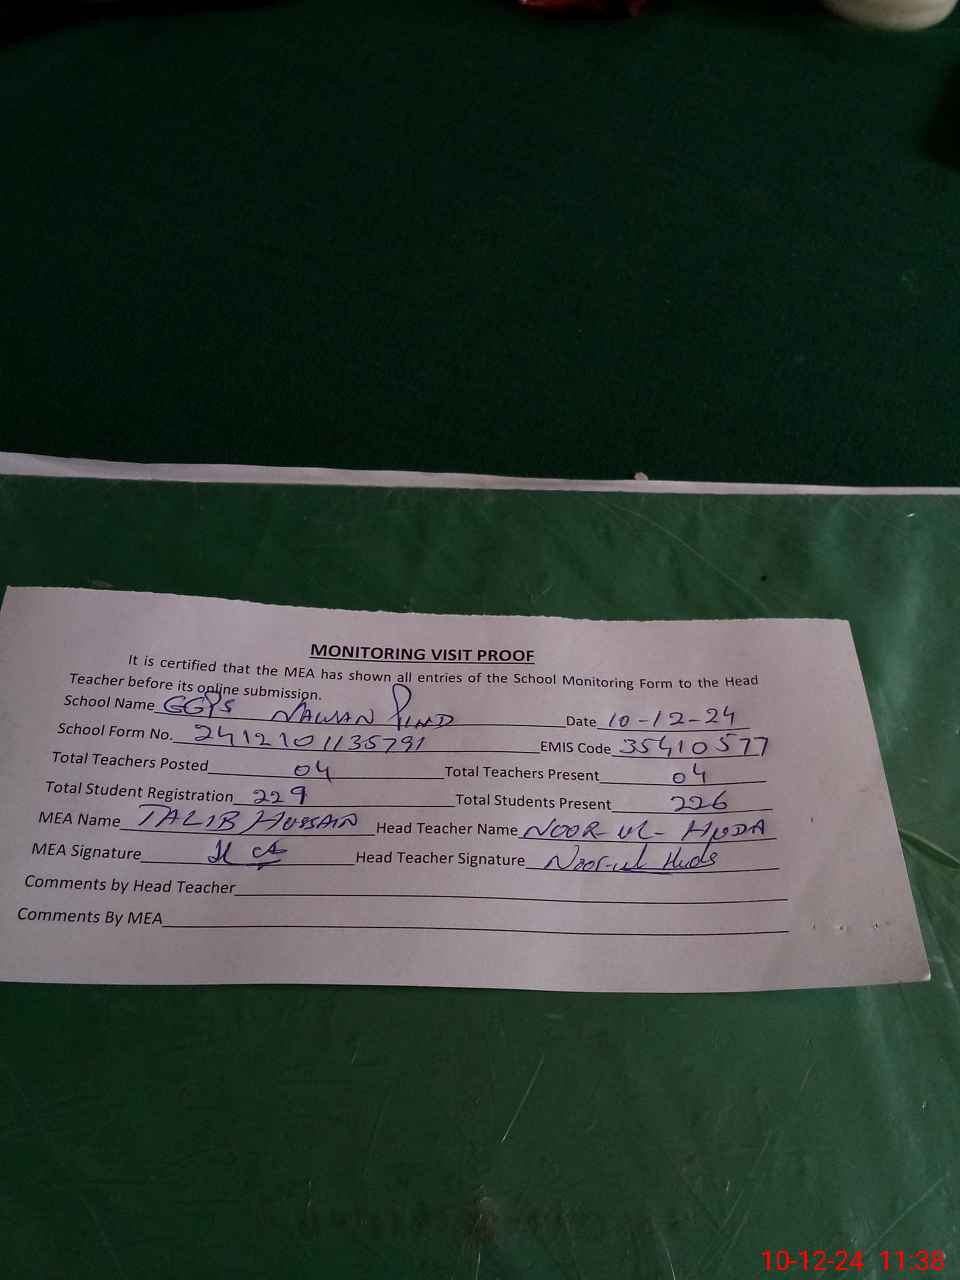 MONITORING VISIT PROOF
It is certified that the MEA has shown all entries of the School Monitoring Form to the Head
Teacher before its online submission.
School Name GGPS NAWAN PIND Date 10-12-24
School Form No. 2412101135791 EMIS Code 35410577
Total Teachers Posted 04 Total Teachers Present 04
Total Student Registration 229 Total Students Present 226
MEA Name TALIB HUSSAIN Head Teacher Name NOOR-UL-HUDA
MEA Signature Head Teacher Signature Noor-ul Huda
Comments by Head Teacher
Comments By MEA
10-12-24 11:38